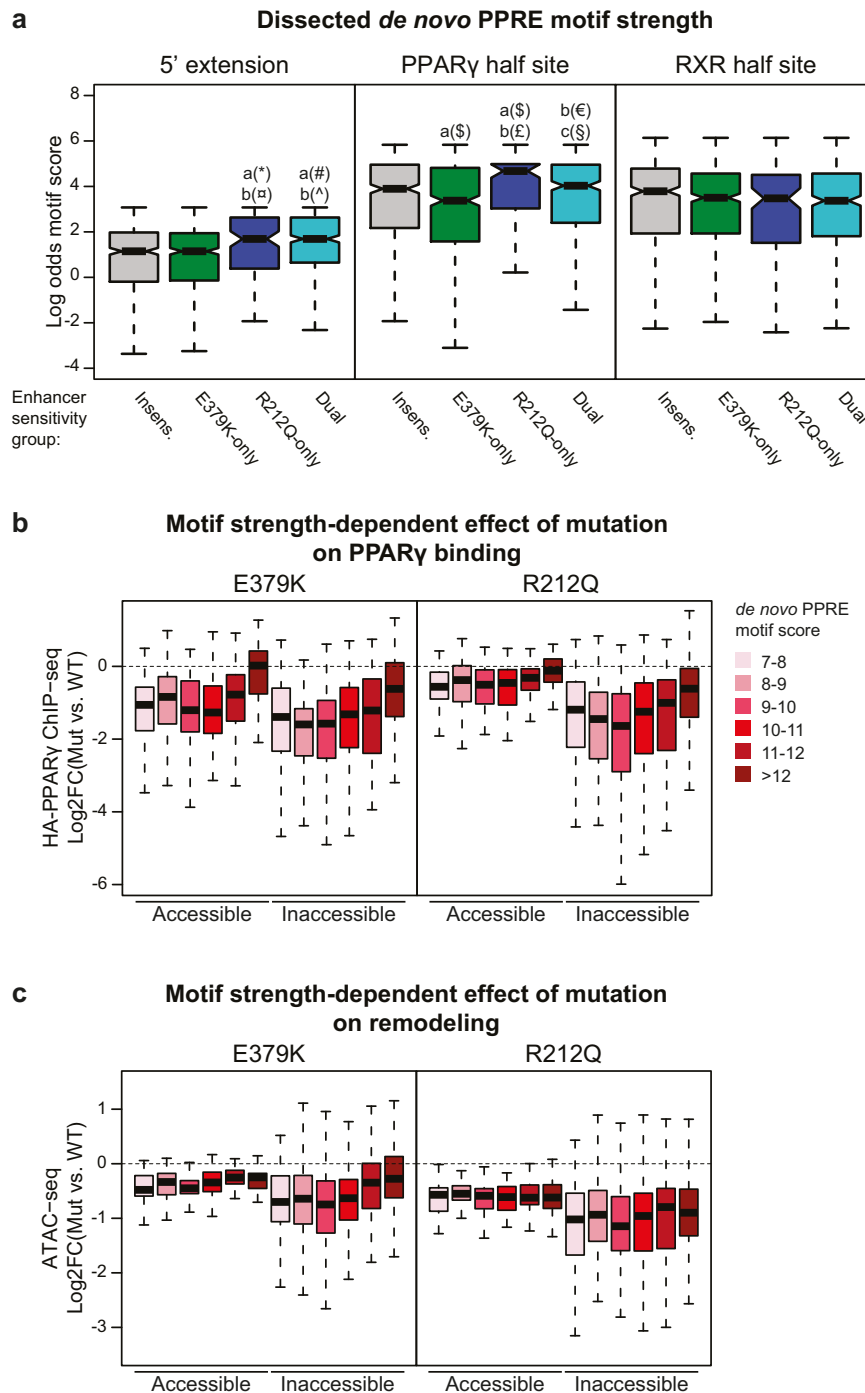 a
Dissected de novo PPRE motif strength
5' extension
PPARγ half site
RXR half site
Log odds motif score
8
6
4
2
0
-2
-4
a(*)
b(¤)
a(#)
b(^)
a($)
a($)
b(£)
b(€)
c(§)
Enhancer
sensitivity
group:
Insens.
E379K-only
R212Q-only
Dual
Insens.
E379K-only
R212Q-only
Dual
Insens.
E379K-only
R212Q-only
Dual
b
Motif strength-dependent effect of mutation
on PPARγ binding
E379K
R212Q
HA-PPARγ ChIP−seq
Log2FC(Mut vs. WT)
0
-2
-4
-6
Accessible
Inaccessible
Accessible
Inaccessible
de novo PPRE
motif score
7-8
8-9
9-10
10-11
11-12
>12
c
Motif strength-dependent effect of mutation
on remodeling
E379K
R212Q
ATAC−seq
Log2FC(Mut vs. WT)
1
0
-1
-2
-3
Accessible
Inaccessible
Accessible
Inaccessible